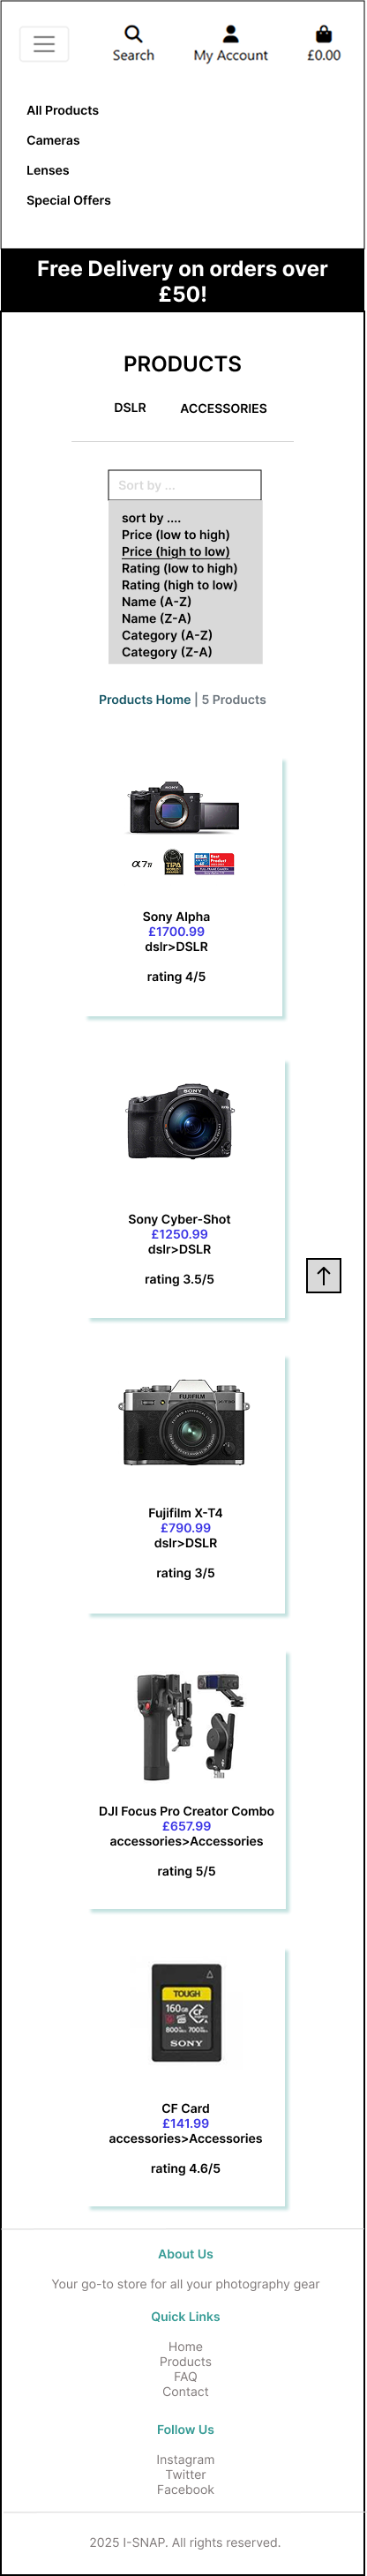 Search
My Account
£0.00
All Products
Cameras
Lenses
Special Offers
Free Delivery on orders over
£50!
PRODUCTS
DSLR ACCESSORIES
Sort by ...
sort by ....
Price (low to high)
Price (high to low)
Rating (low to high)
Rating (high to low)
Name (A-Z)
Name (Z-A)
Category (A-Z)
Category (Z-A)
Products Home | 5 Products
SONY
Sony Alpha
£1700.99
dslr>DSLR
rating 4/5
SONY
Sony Cyber-Shot
£1250.99
dslr>DSLR
rating 3.5/5
FUJIFILM
Fujifilm X-T4
£790.99
dslr>DSLR
rating 3/5
DJI Focus Pro Creator Combo
£657.99
accessories>Accessories
rating 5/5
TOUGH
160GB
SONY
CF Card
£141.99
accessories>Accessories
rating 4.6/5
About Us
Your go-to store for all your photography gear
Quick Links
Home
Products
FAQ
Contact
Follow Us
Instagram
Twitter
Facebook
2025 I-SNAP. All rights reserved.